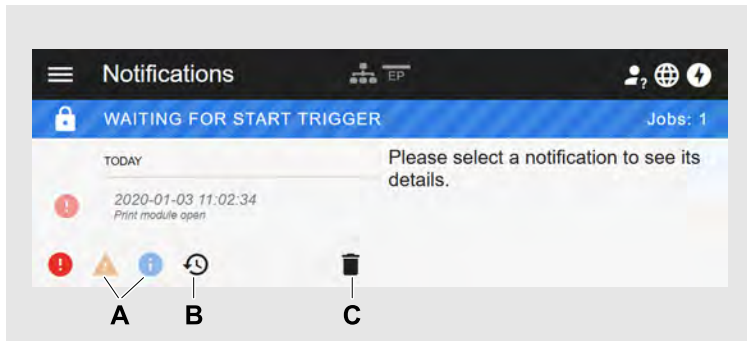 Notifications
EP
?
WAITING FOR START TRIGGER
Jobs: 1
TODAY
Please select a notification to see its
details.
2020-01-03 11:02:34
Print module open
A
B
C